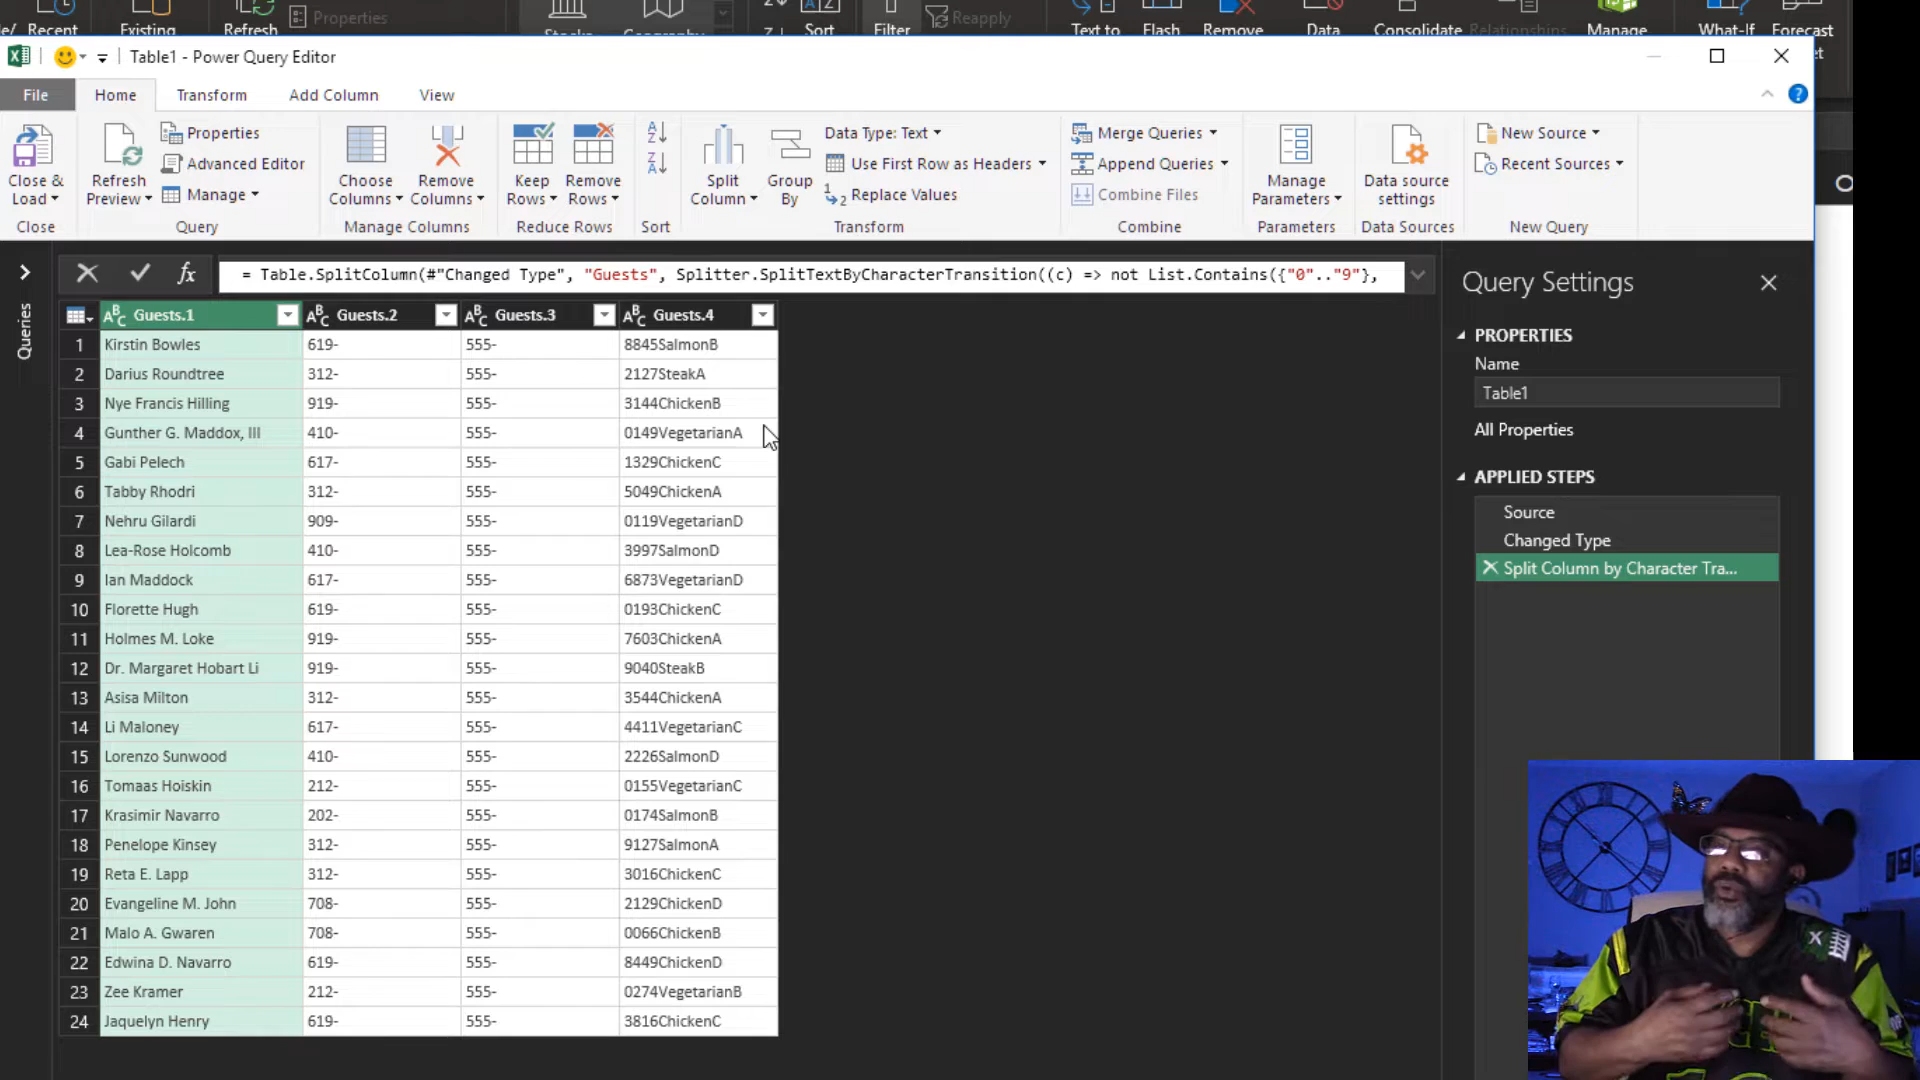 Recent
Existing
Refresh
Properties
Sort
Filter
Reapply
Text to
Flash
Remove
Data
Consolidate
Relationships
Manage
What-If
Forecast
Table1 - Power Query Editor
File
Home
Transform
Add Column
View
Close & Load
Refresh Preview
Properties
Advanced Editor
Manage
Choose Columns
Remove Columns
Keep Rows
Remove Rows
Split Column
Group By
Data Type: Text
Use First Row as Headers
1→2 Replace Values
Merge Queries
Append Queries
Combine Files
Manage Parameters
Data source settings
New Source
Recent Sources
Close
Query
Manage Columns
Reduce Rows
Sort
Transform
Combine
Parameters
Data Sources
New Query
fx = Table.SplitColumn(#"Changed Type", "Guests", Splitter.SplitTextByCharacterTransition((c) => not List.Contains({"0".."9"},
Queries
ABC Guests.1 ABC Guests.2 ABC Guests.3 ABC Guests.4
1 Kirstin Bowles 619- 555- 8845SalmonB
2 Darius Roundtree 312- 555- 2127SteakA
3 Nye Francis Hilling 919- 555- 3144ChickenB
4 Gunther G. Maddox, III 410- 555- 0149VegetarianA
5 Gabi Pelech 617- 555- 1329ChickenC
6 Tabby Rhodri 312- 555- 5049ChickenA
7 Nehru Gilardi 909- 555- 0119VegetarianD
8 Lea-Rose Holcomb 410- 555- 3997SalmonD
9 Ian Maddock 617- 555- 6873VegetarianD
10 Florette Hugh 619- 555- 0193ChickenC
11 Holmes M. Loke 919- 555- 7603ChickenA
12 Dr. Margaret Hobart Li 919- 555- 9040SteakB
13 Asisa Milton 312- 555- 3544ChickenA
14 Li Maloney 617- 555- 4411VegetarianC
15 Lorenzo Sunwood 410- 555- 2226SalmonD
16 Tomaas Hoiskin 212- 555- 0155VegetarianC
17 Krasimir Navarro 202- 555- 0174SalmonB
18 Penelope Kinsey 312- 555- 9127SalmonA
19 Reta E. Lapp 312- 555- 3016ChickenC
20 Evangeline M. John 708- 555- 2129ChickenD
21 Malo A. Gwaren 708- 555- 0066ChickenB
22 Edwina D. Navarro 619- 555- 8449ChickenD
23 Zee Kramer 212- 555- 0274VegetarianB
24 Jaquelyn Henry 619- 555- 3816ChickenC
Query Settings
PROPERTIES
Name
Table1
All Properties
APPLIED STEPS
Source
Changed Type
Split Column by Character Tra...